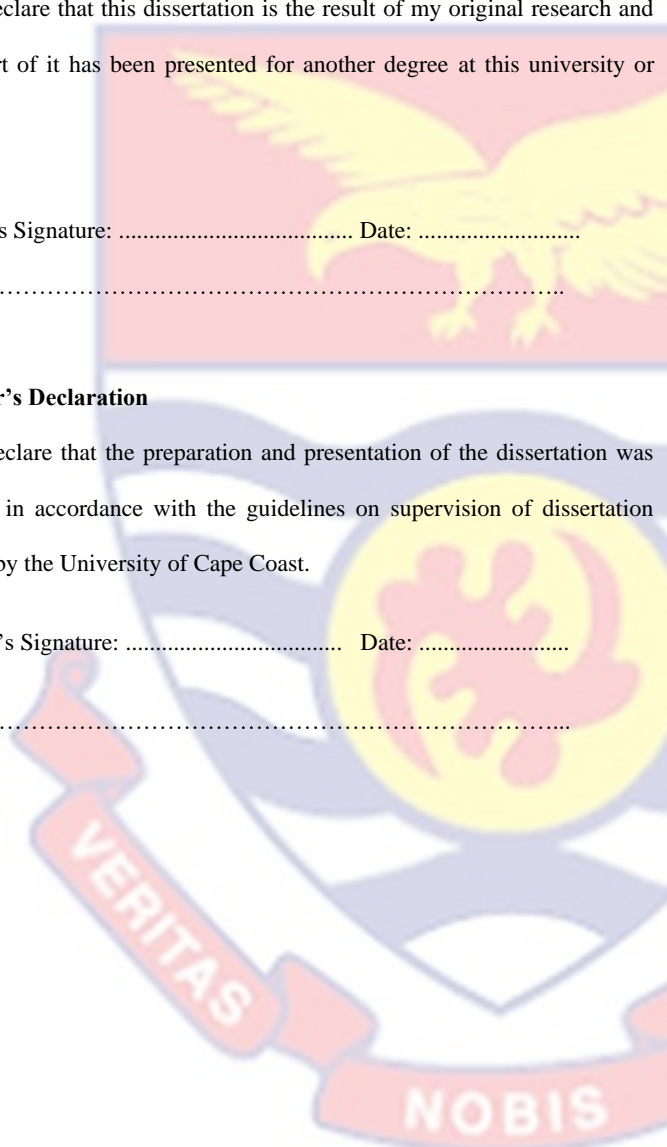 eclare that this dissertation is the result of my original research and
rt of it has been presented for another degree at this university or
s Signature: ................................... Date: ............................
…………………………………………………………..
r’s Declaration
eclare that the preparation and presentation of the dissertation was
in accordance with the guidelines on supervision of dissertation
by the University of Cape Coast.
’s Signature: ..................................... Date: ..........................
…………………………………………………………...
VERITAS
NOBIS